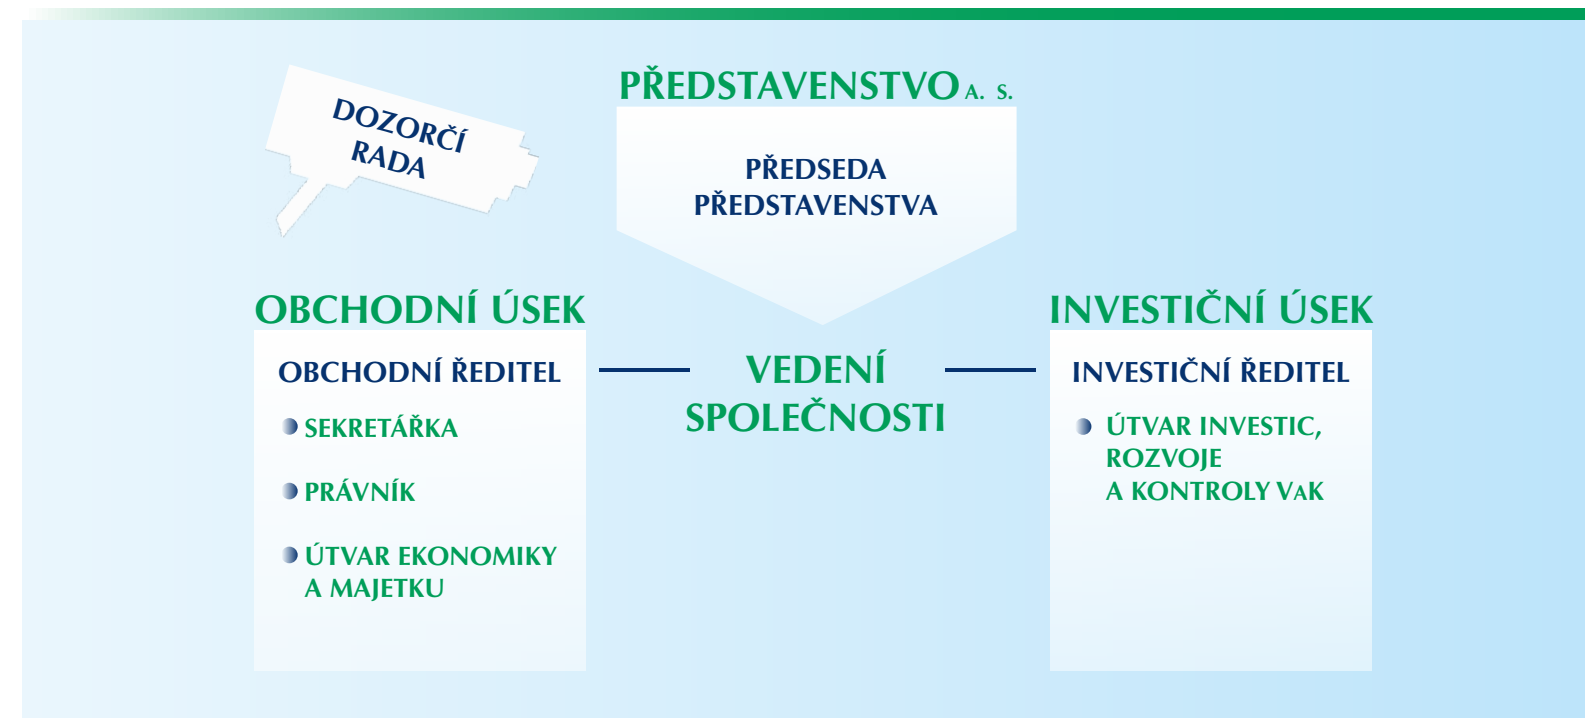 DOZORČÍ
RADA
PŘEDSTAVENSTVO A. S.
PŘEDSEDA
PŘEDSTAVENSTVA
OBCHODNÍ ÚSEK
OBCHODNÍ ŘEDITEL
SEKRETÁŘKA
PRÁVNÍK
ÚTVAR EKONOMIKY
A MAJETKU
VEDENÍ
SPOLEČNOSTI
INVESTIČNÍ ÚSEK
INVESTIČNÍ ŘEDITEL
ÚTVAR INVESTIC,
ROZVOJE
A KONTROLY VAK